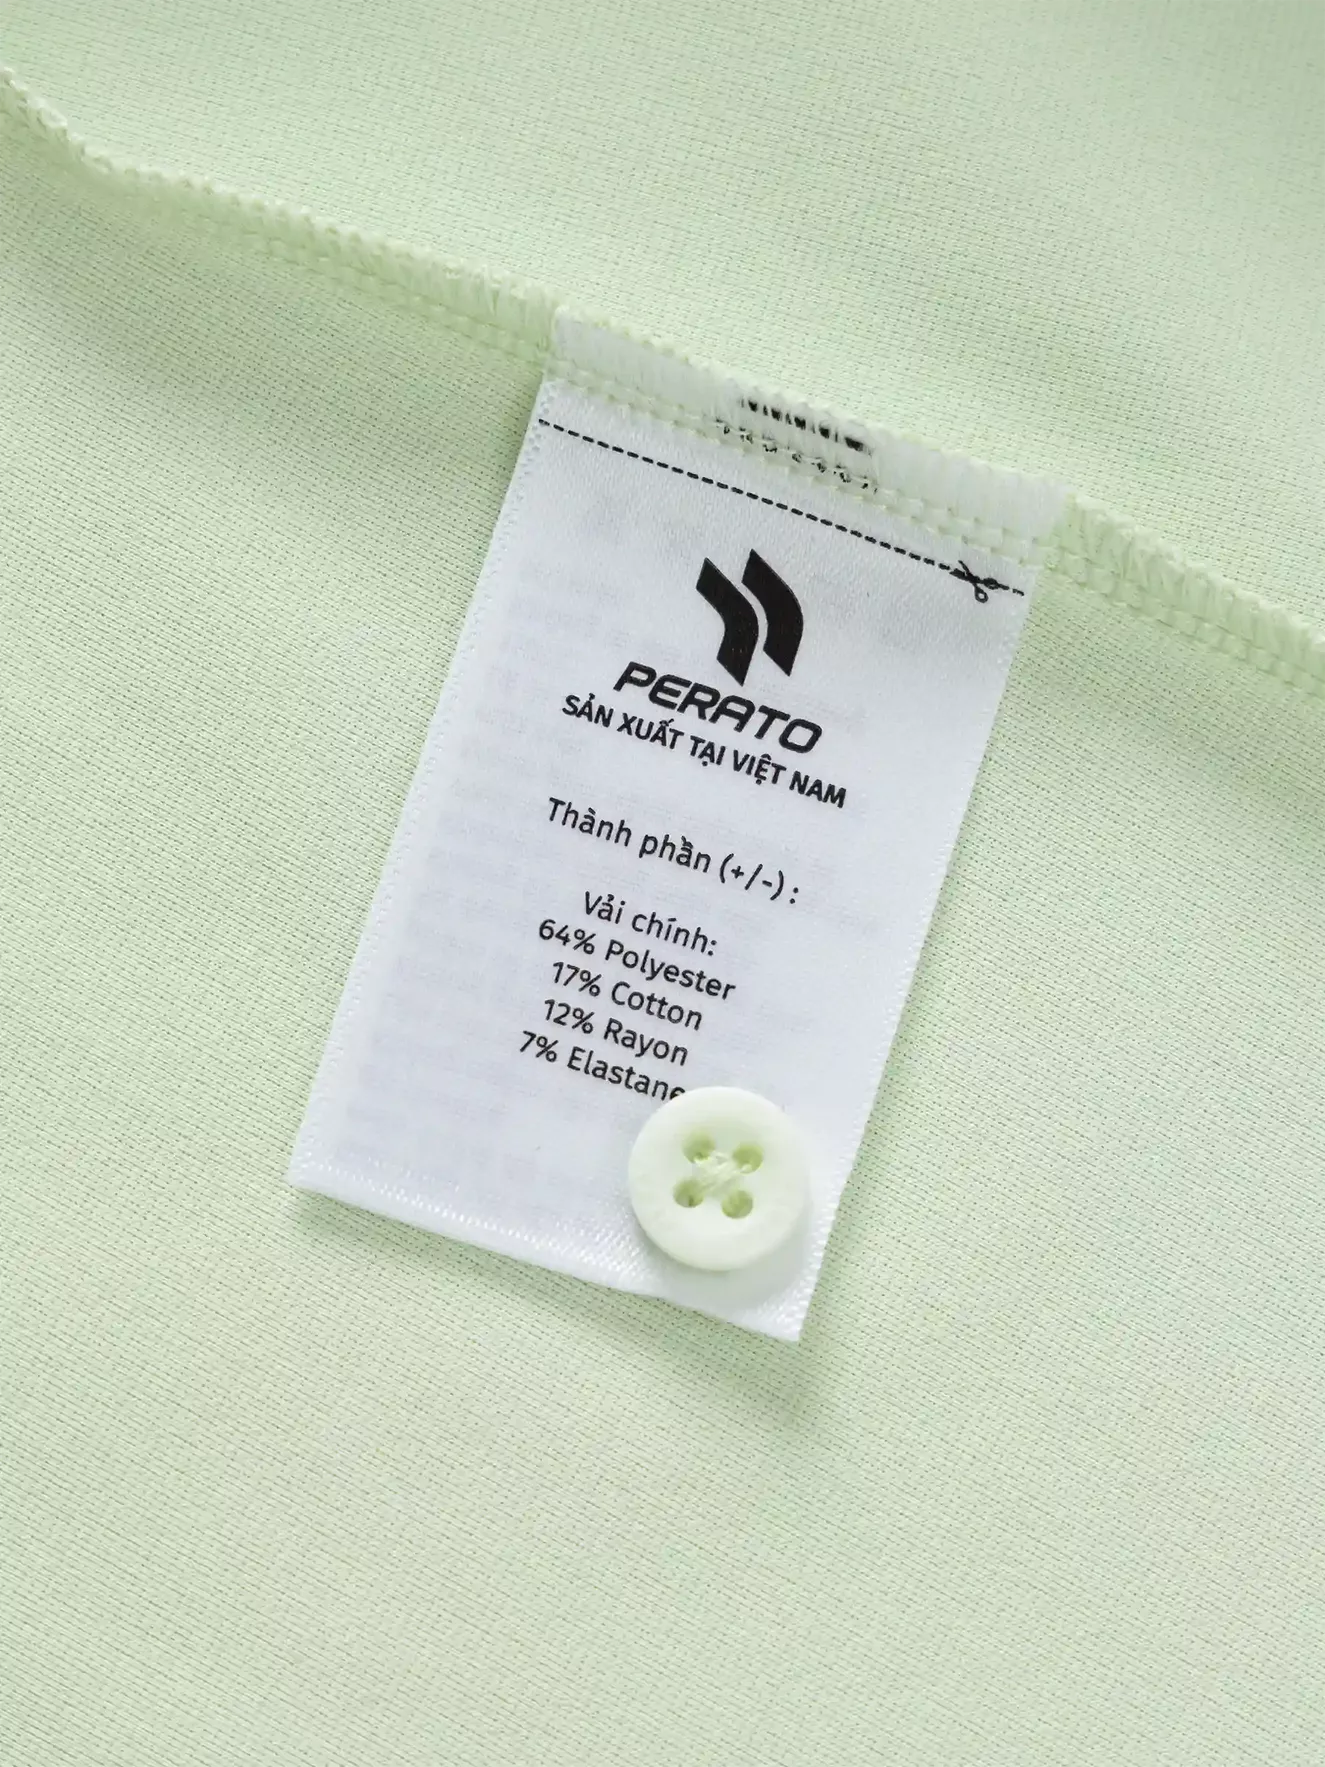 PERATO
SẢN XUẤT TẠI VIỆT NAM
Thành phần (+/-) :
Vải chính:
64% Polyester
17% Cotton
12% Rayon
7% Elastane